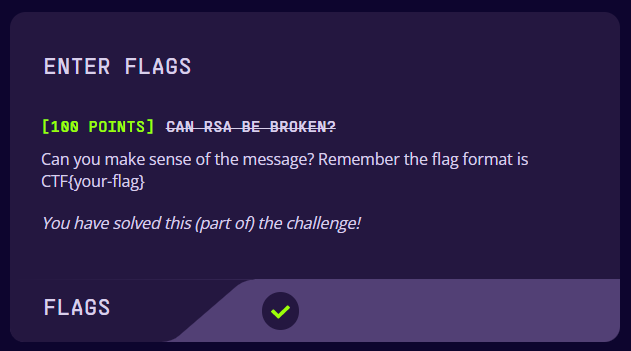 ENTER FLAGS
[100 POINTS] CAN RSA BE BROKEN?
Can you make sense of the message? Remember the flag format is
CTF{your-flag}
You have solved this (part of) the challenge!
FLAGS